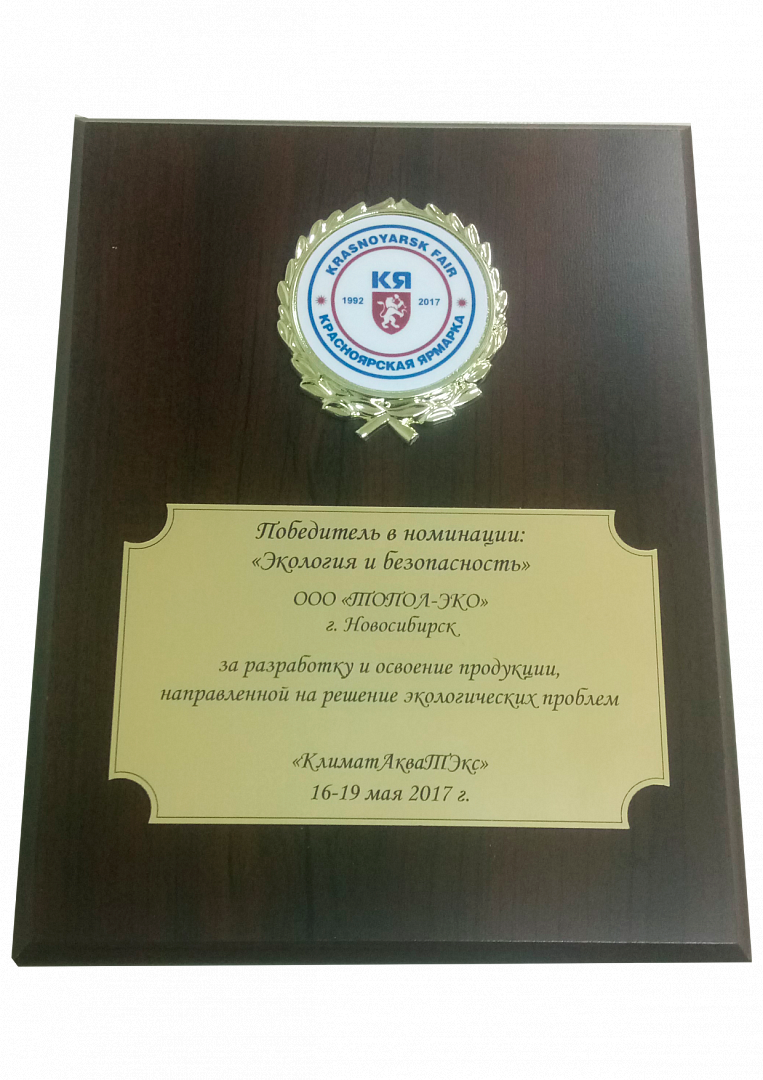 KRASNOYARSK FAIR
КЯ
1992 2017
КРАСНОЯРСКАЯ ЯРМАРКА
Победитель в номинации:
«Экология и безопасность»
ООО «ТОПОЛ-ЭКО»
г. Новосибирск
за разработку и освоение продукции,
направленной на решение экологических проблем
«КлиматАкваТЭкс»
16-19 мая 2017 г.